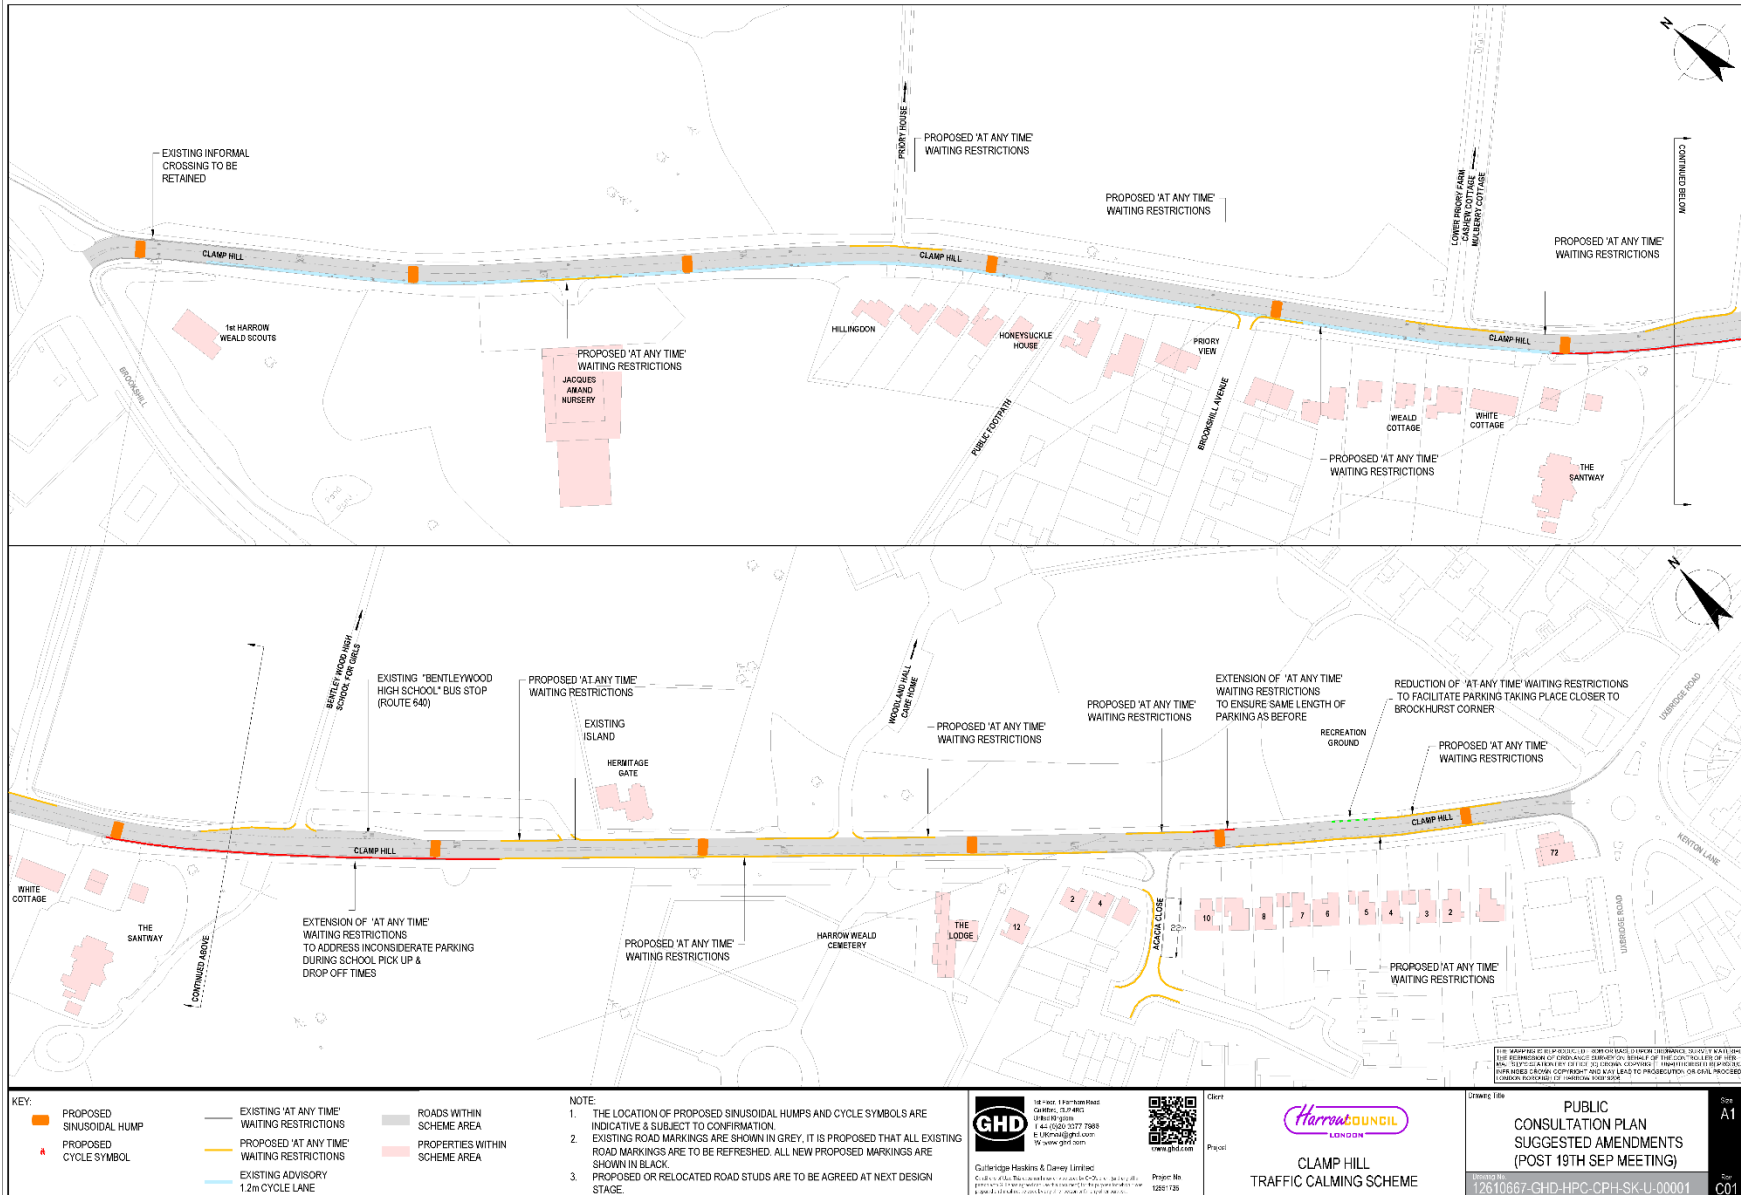 N
EXISTING INFORMAL
CROSSING TO BE
RETAINED
PRIORY HOUSE
PROPOSED 'AT ANY TIME'
WAITING RESTRICTIONS
PROPOSED 'AT ANY TIME'
WAITING RESTRICTIONS
LOWER PRIORY FARM
CASHEW COTTAGE
MULBERRY COTTAGE
CONTINUED BELOW
PROPOSED 'AT ANY TIME'
WAITING RESTRICTIONS
CLAMP HILL
CLAMP HILL
CLAMP HILL
1st HARROW
WEALD SCOUTS
BROOKSHILL
PROPOSED 'AT ANY TIME'
WAITING RESTRICTIONS
JACQUES
AMAND
NURSERY
HILLINGDON
HONEYSUCKLE
HOUSE
PUBLIC FOOTPATH
PRIORY
VIEW
BROOKSHILL AVENUE
WEALD
COTTAGE
WHITE
COTTAGE
PROPOSED 'AT ANY TIME'
WAITING RESTRICTIONS
THE
SANTWAY
N
BENTLEY WOOD HIGH
SCHOOL FOR GIRLS
EXISTING "BENTLEYWOOD
HIGH SCHOOL" BUS STOP
(ROUTE 640)
PROPOSED 'AT ANY TIME'
WAITING RESTRICTIONS
EXISTING
ISLAND
HERMITAGE
GATE
WOODLAND HALL
CARE HOME
PROPOSED 'AT ANY TIME'
WAITING RESTRICTIONS
PROPOSED 'AT ANY TIME'
WAITING RESTRICTIONS
EXTENSION OF 'AT ANY TIME'
WAITING RESTRICTIONS
TO ENSURE SAME LENGTH OF
PARKING AS BEFORE
REDUCTION OF 'AT ANY TIME' WAITING RESTRICTIONS
TO FACILITATE PARKING TAKING PLACE CLOSER TO
BROCKHURST CORNER
RECREATION
GROUND
PROPOSED 'AT ANY TIME'
WAITING RESTRICTIONS
UXBRIDGE ROAD
KENTON LANE
UXBRIDGE ROAD
CLAMP HILL
CLAMP HILL
WHITE
COTTAGE
THE
SANTWAY
CONTINUED ABOVE
EXTENSION OF 'AT ANY TIME'
WAITING RESTRICTIONS
TO ADDRESS INCONSIDERATE PARKING
DURING SCHOOL PICK UP &
DROP OFF TIMES
PROPOSED 'AT ANY TIME'
WAITING RESTRICTIONS
HARROW WEALD
CEMETERY
THE
LODGE
12
2
4
ACACIA CLOSE
22
10
8
7
6
5
4
3
2
72
PROPOSED 'AT ANY TIME'
WAITING RESTRICTIONS
KEY:
PROPOSED
SINUSOIDAL HUMP
PROPOSED
CYCLE SYMBOL
EXISTING 'AT ANY TIME'
WAITING RESTRICTIONS
PROPOSED 'AT ANY TIME'
WAITING RESTRICTIONS
EXISTING ADVISORY
1.2m CYCLE LANE
ROADS WITHIN
SCHEME AREA
PROPERTIES WITHIN
SCHEME AREA
NOTE:
1. THE LOCATION OF PROPOSED SINUSOIDAL HUMPS AND CYCLE SYMBOLS ARE
INDICATIVE & SUBJECT TO CONFIRMATION.
2. EXISTING ROAD MARKINGS ARE SHOWN IN GREY, IT IS PROPOSED THAT ALL EXISTING
ROAD MARKINGS ARE TO BE REFRESHED. ALL NEW PROPOSED MARKINGS ARE
SHOWN IN BLACK.
3. PROPOSED OR RELOCATED ROAD STUDS ARE TO BE AGREED AT NEXT DESIGN
STAGE.
GHD
United Kingdom
W www.ghd.com
www.ghd.com
Gutteridge Haskins & Davey Limited
Project No.
Client
Harrow COUNCIL
LONDON
Project
CLAMP HILL
TRAFFIC CALMING SCHEME
Drawing Title
PUBLIC
CONSULTATION PLAN
SUGGESTED AMENDMENTS
(POST 19TH SEP MEETING)
Drawing No.
12610667-GHD-HPC-CPH-SK-U-00001
Size
A1
Rev
C01